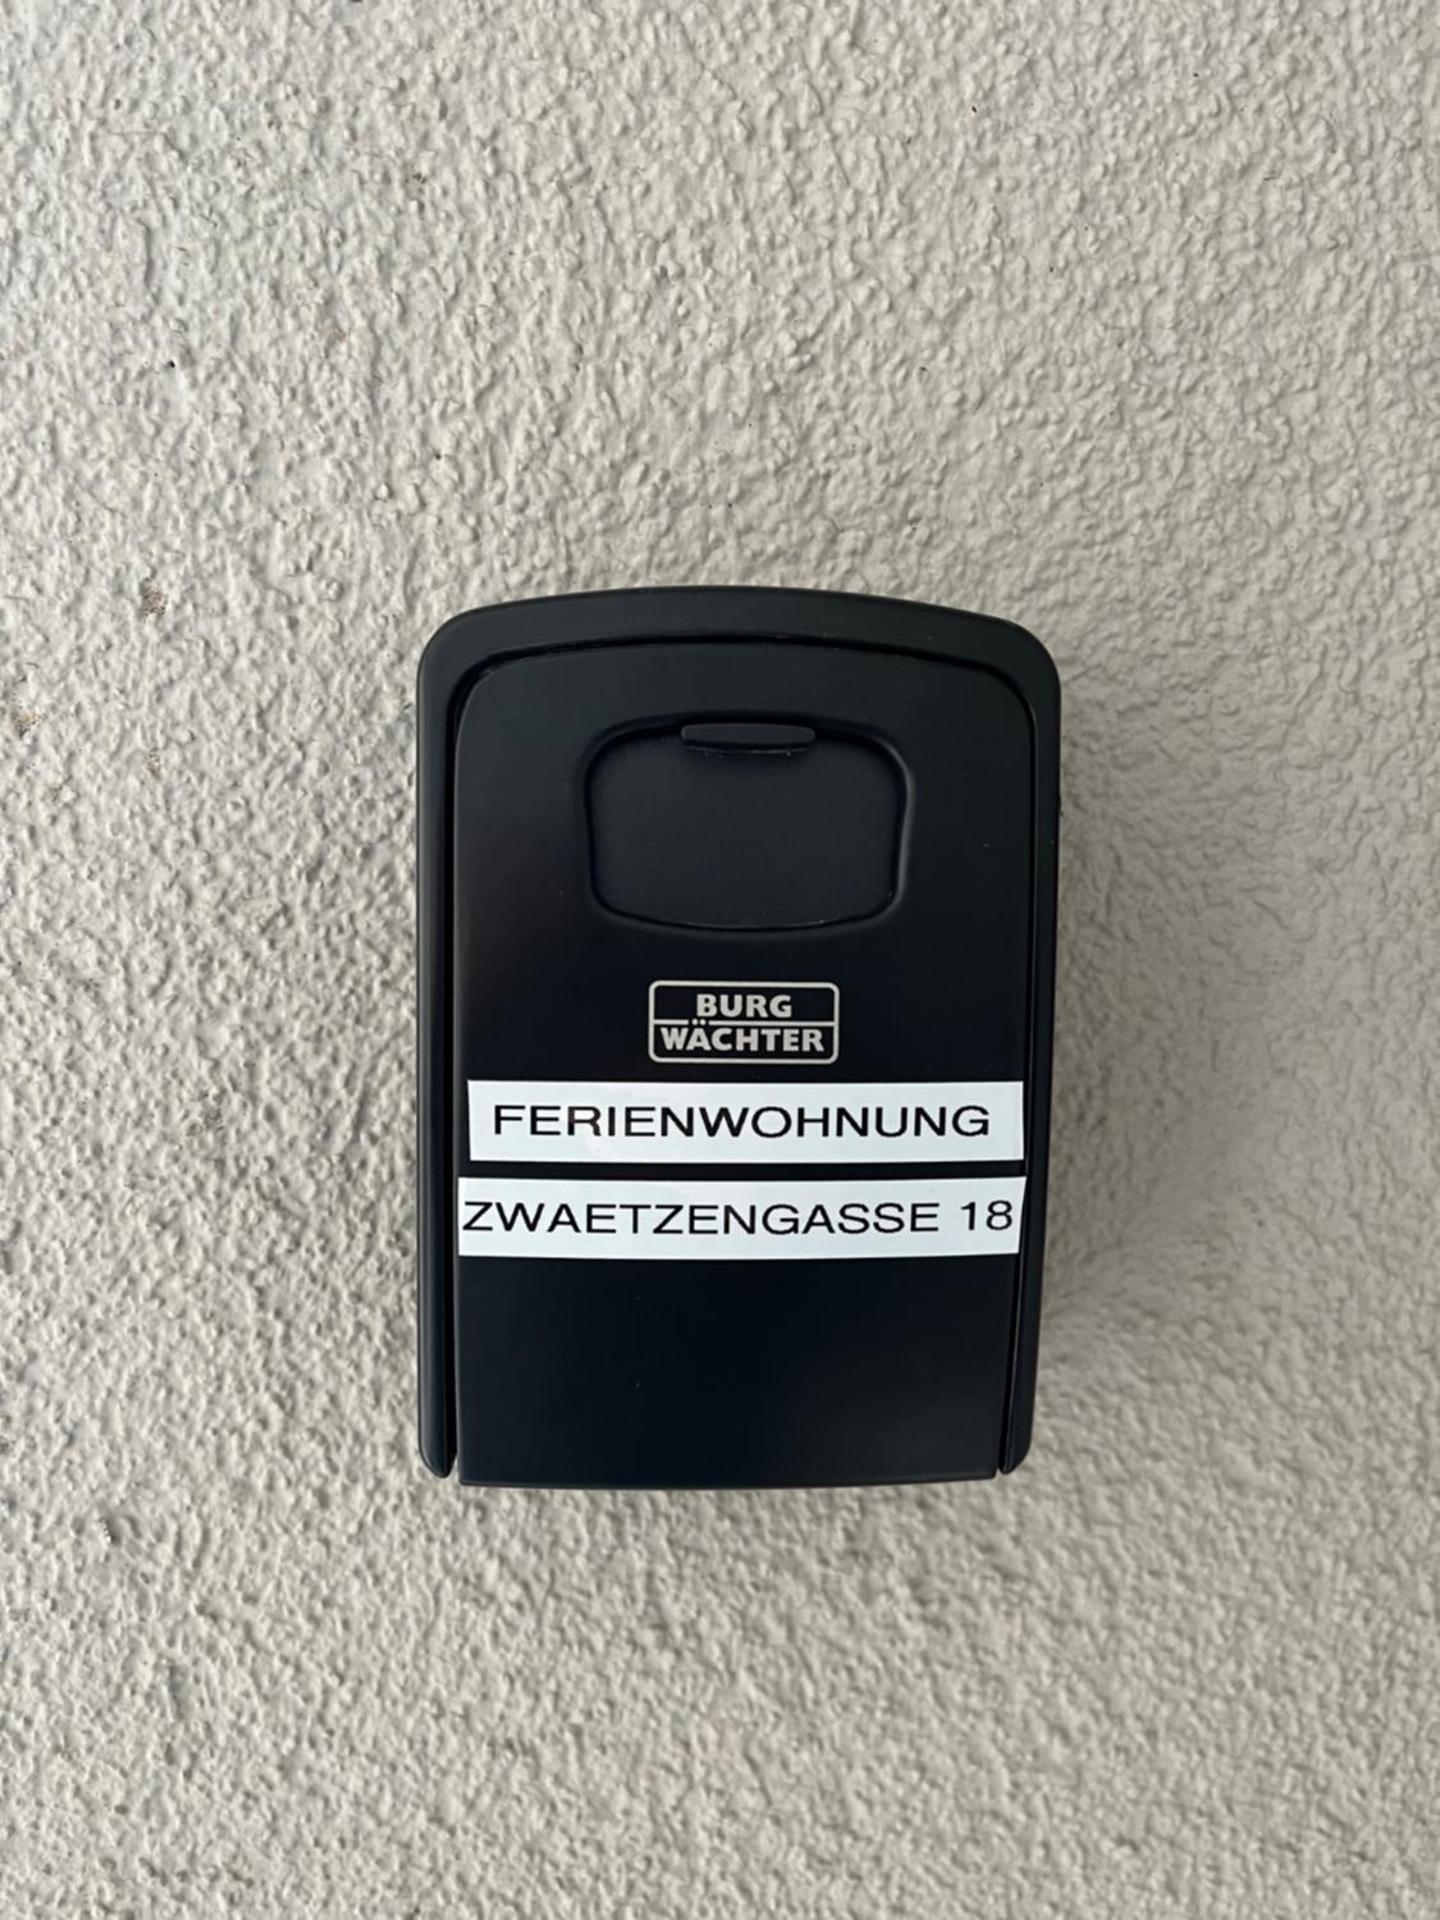 BURG
WÄCHTER
FERIENWOHNUNG
ZWAETZENGASSE 18